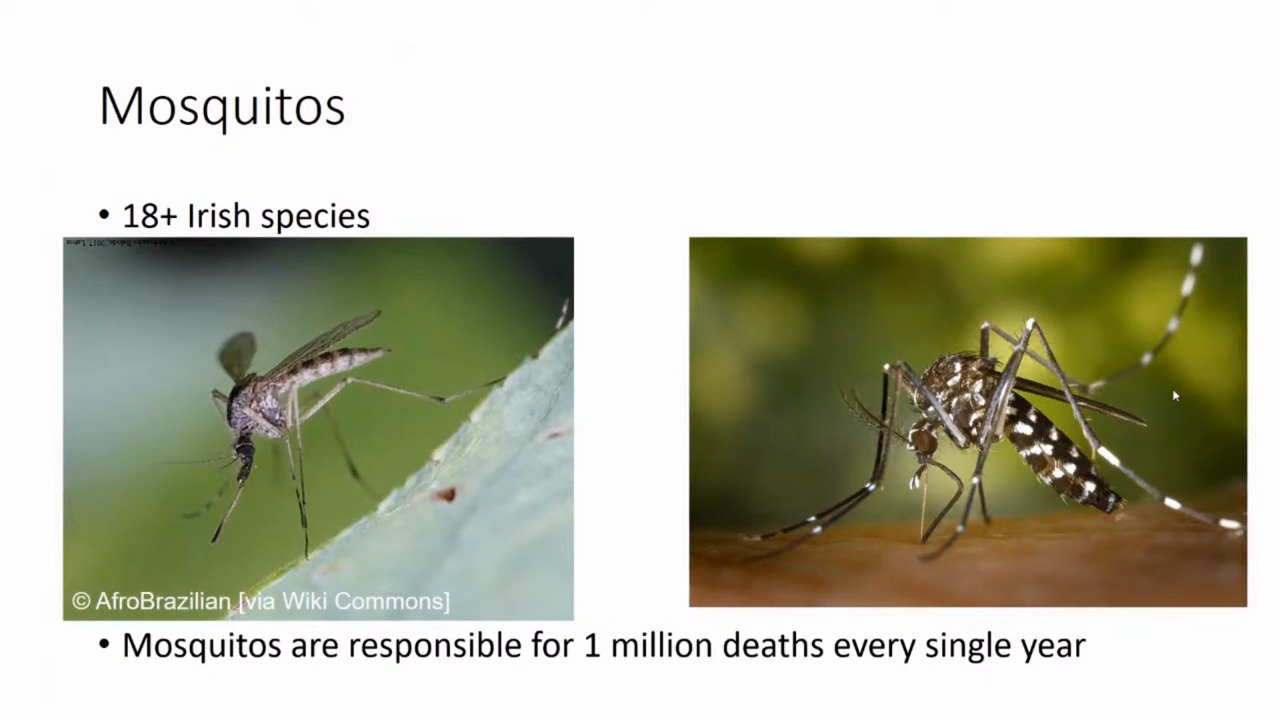 Mosquitos
• 18+ Irish species
© AfroBrazilian [via Wiki Commons]
• Mosquitos are responsible for 1 million deaths every single year